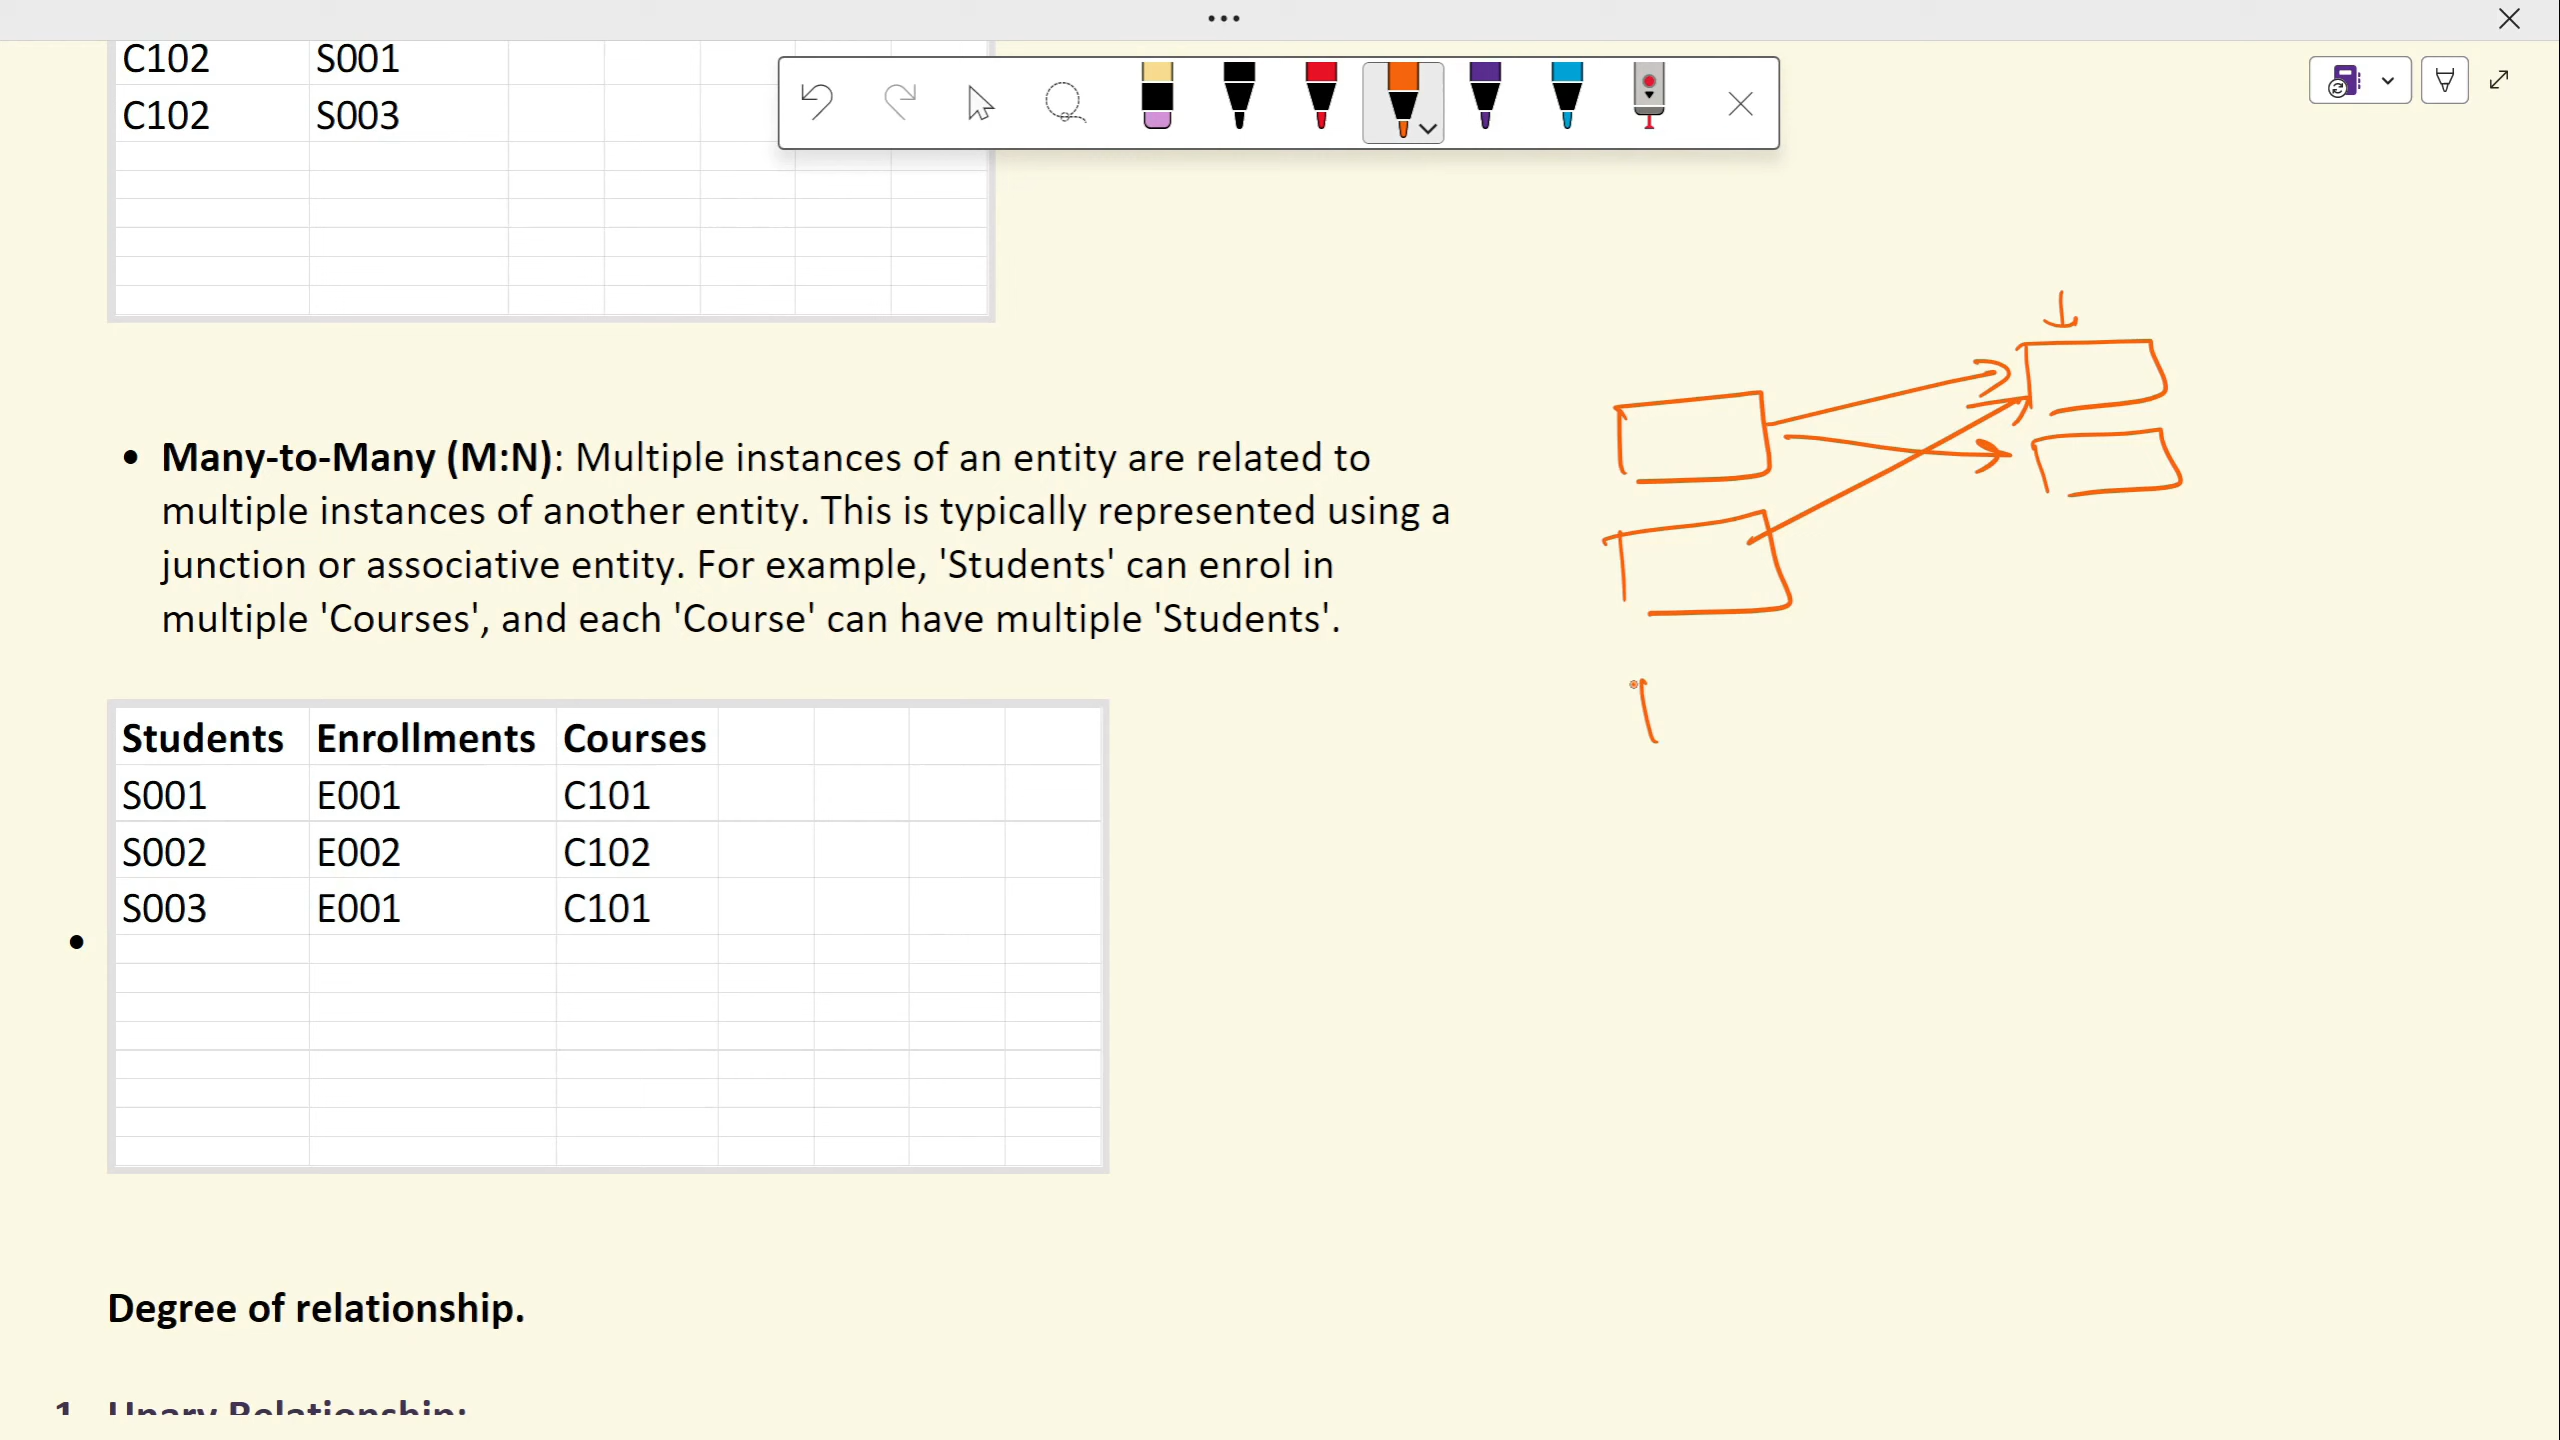 C102 S001
C102 S003
• Many-to-Many (M:N): Multiple instances of an entity are related to
multiple instances of another entity. This is typically represented using a
junction or associative entity. For example, 'Students' can enrol in
multiple 'Courses', and each 'Course' can have multiple 'Students'.
Students Enrollments Courses
S001 E001 C101
S002 E002 C102
S003 E001 C101
Degree of relationship.
1. Unary Relationship: